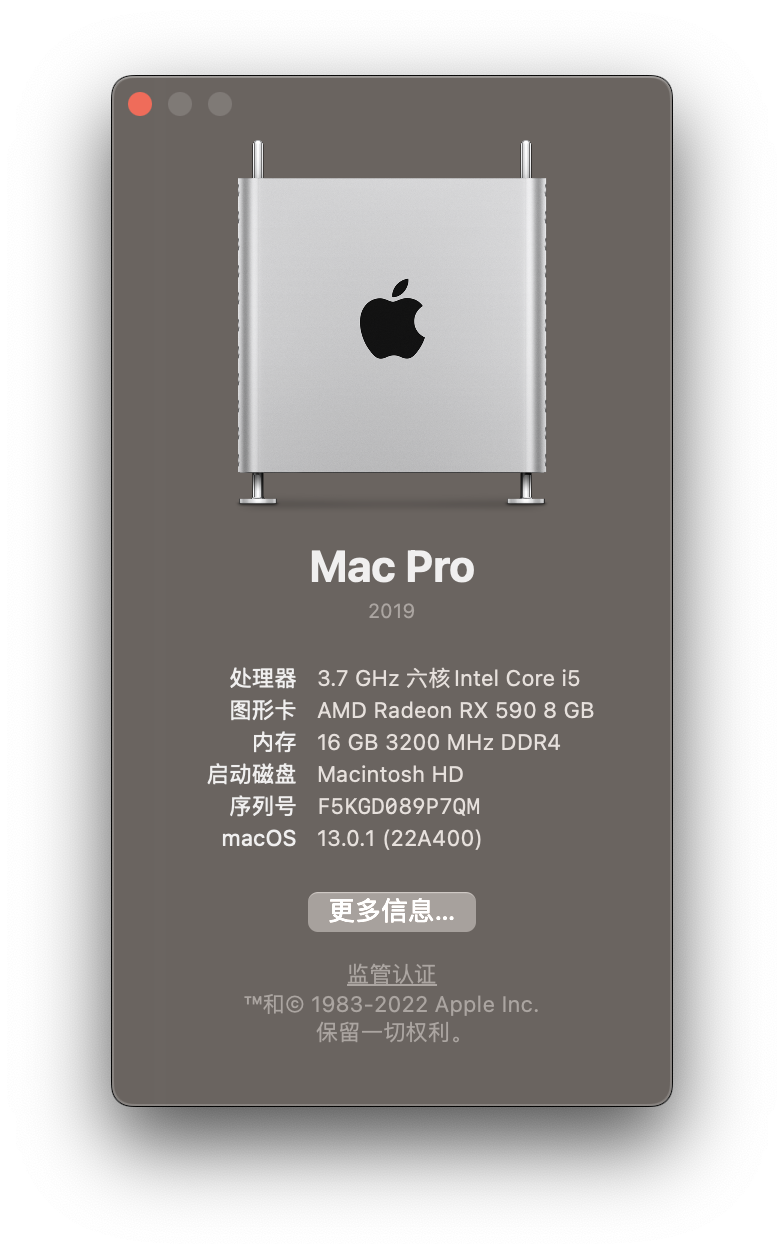 Mac Pro
2019
处理器 3.7 GHz 六核Intel Core i5
图形卡 AMD Radeon RX 590 8 GB
内存 16 GB 3200 MHz DDR4
启动磁盘 Macintosh HD
序列号 F5KGD089P7QM
macOS 13.0.1 (22A400)
更多信息...
监管认证
™和© 1983-2022 Apple Inc.
保留一切权利。